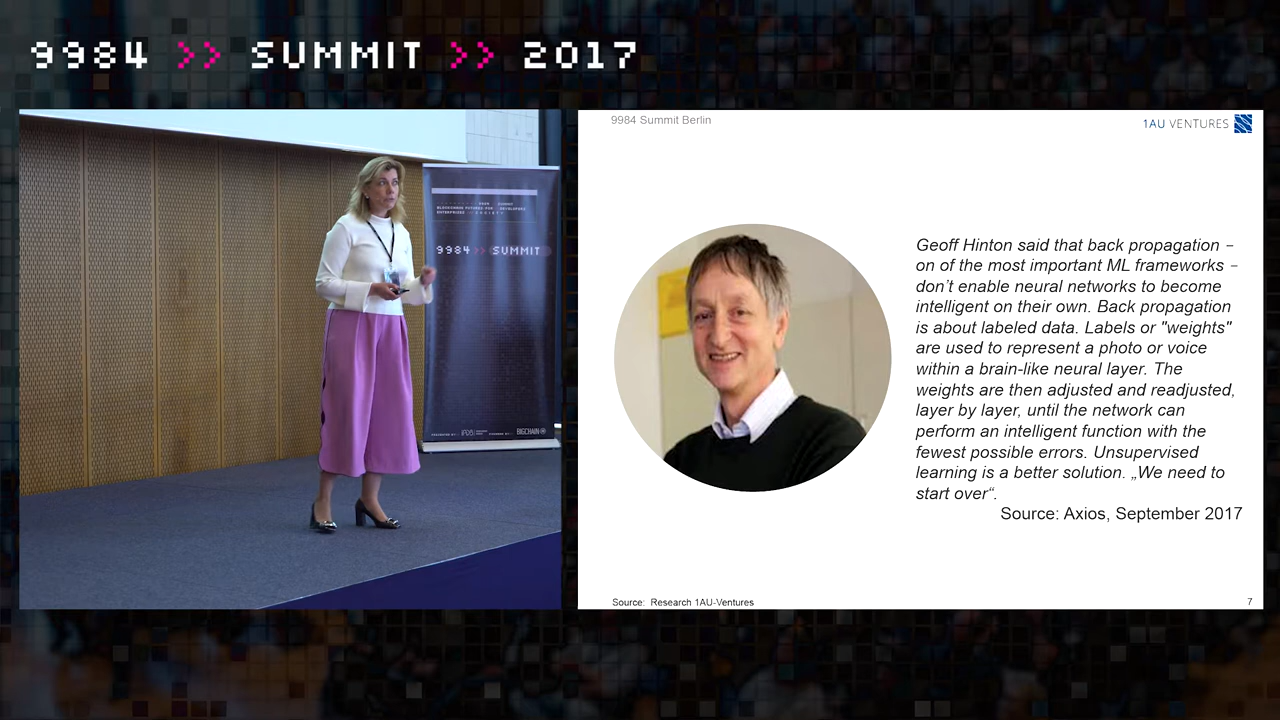 9984 >> SUMMIT >> 2017
9984 >> SUMMIT
BIGCHAIN
9984 Summit Berlin
1AU VENTURES
Geoff Hinton said that back propagation –
on of the most important ML frameworks –
don't enable neural networks to become
intelligent on their own. Back propagation
is about labeled data. Labels or "weights"
are used to represent a photo or voice
within a brain-like neural layer. The
weights are then adjusted and readjusted,
layer by layer, until the network can
perform an intelligent function with the
fewest possible errors. Unsupervised
learning is a better solution. „We need to
start over“.
Source: Axios, September 2017
Source: Research 1AU-Ventures
7